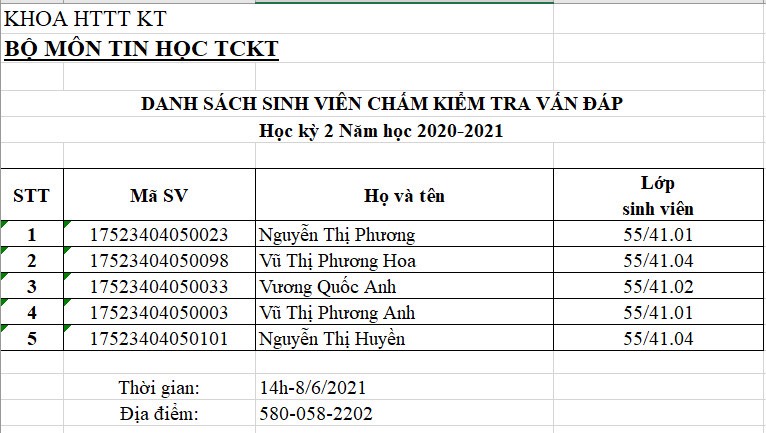 KHOA HTTT KT
BỘ MÔN TIN HỌC TCKT
DANH SÁCH SINH VIÊN CHẤM KIỂM TRA VẤN ĐÁP
Học kỳ 2 Năm học 2020-2021
STT Mã SV Họ và tên Lớp sinh viên
1 17523404050023 Nguyễn Thị Phương 55/41.01
2 17523404050098 Vũ Thị Phương Hoa 55/41.04
3 17523404050033 Vương Quốc Anh 55/41.02
4 17523404050003 Vũ Thị Phương Anh 55/41.01
5 17523404050101 Nguyễn Thị Huyền 55/41.04
Thời gian: 14h-8/6/2021
Địa điểm: 580-058-2202